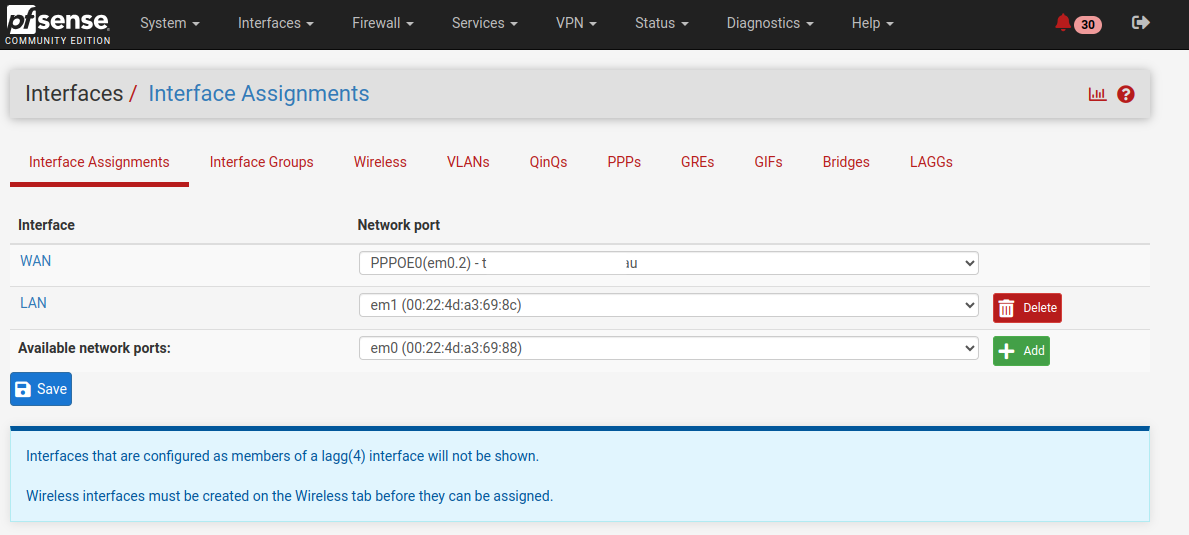 pfsense
COMMUNITY EDITION
System Interfaces Firewall Services VPN Status Diagnostics Help 30
Interfaces / Interface Assignments
Interface Assignments Interface Groups Wireless VLANs QinQs PPPs GREs GIFs Bridges LAGGs
Interface Network port
WAN PPPOE0(em0.2) - t au
LAN em1 (00:22:4d:a3:69:8c) Delete
Available network ports: em0 (00:22:4d:a3:69:88) Add
Save
Interfaces that are configured as members of a lagg(4) interface will not be shown.
Wireless interfaces must be created on the Wireless tab before they can be assigned.